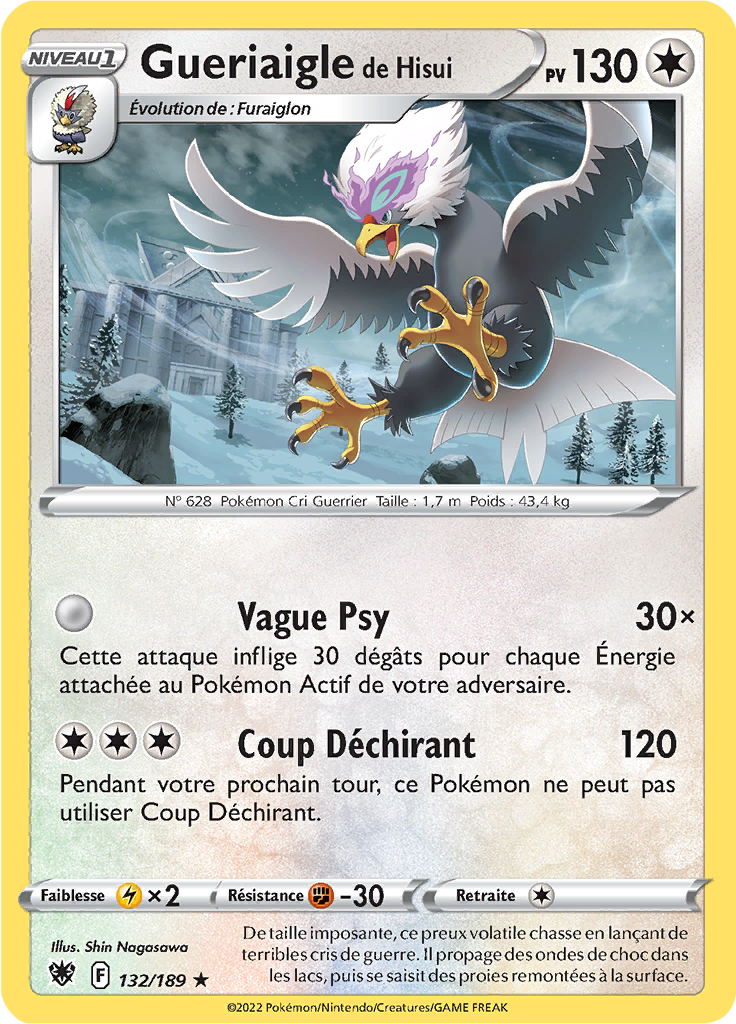 NIVEAU 1
Gueriaigle de Hisui
PV 130
Évolution de : Furaiglon
N° 628 Pokémon Cri Guerrier Taille : 1,7 m Poids : 43,4 kg
Vague Psy 30×
Cette attaque inflige 30 dégâts pour chaque Énergie
attachée au Pokémon Actif de votre adversaire.
Coup Déchirant 120
Pendant votre prochain tour, ce Pokémon ne peut pas
utiliser Coup Déchirant.
Faiblesse ×2 Résistance -30 Retraite
Illus. Shin Nagasawa
F 132/189 ★
De taille imposante, ce preux volatile chasse en lançant de
terribles cris de guerre. Il propage des ondes de choc dans
les lacs, puis se saisit des proies remontées à la surface.
©2022 Pokémon/Nintendo/Creatures/GAME FREAK